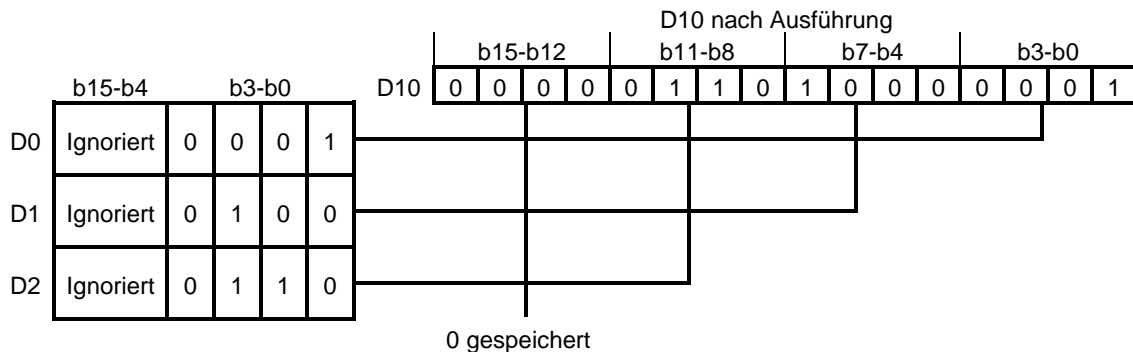 D10 nach Ausführung
b15-b12 b11-b8 b7-b4 b3-b0
b15-b4 b3-b0 D10 0 0 0 0 0 1 1 0 1 0 0 0 0 0 0 1
D0 Ignoriert 0 0 0 1
D1 Ignoriert 0 1 0 0
D2 Ignoriert 0 1 1 0
0 gespeichert